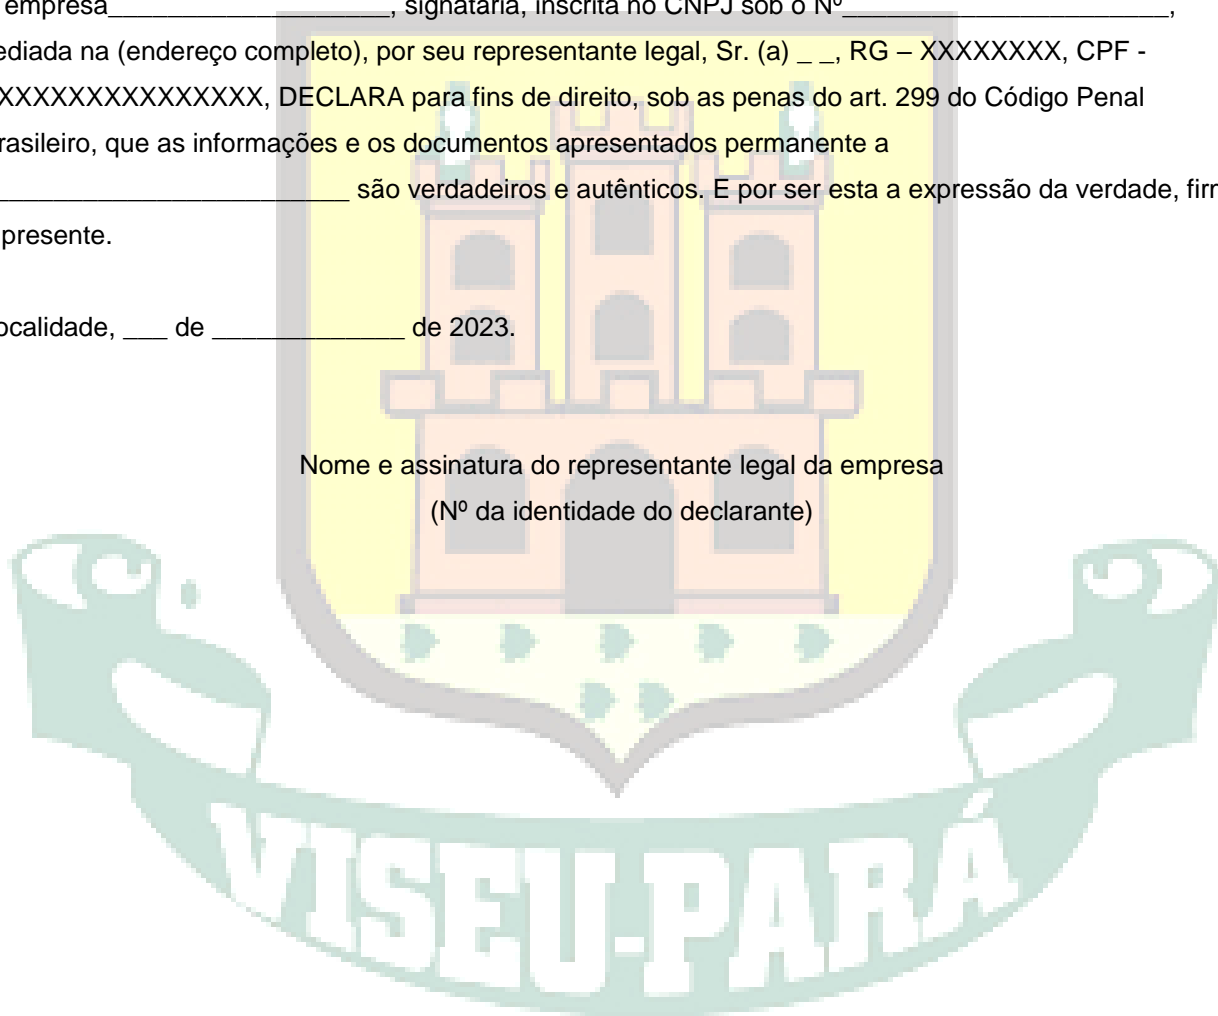 empresa___________________, signatária, inscrita no CNPJ sob o Nº______________________,
ediada na (endereço completo), por seu representante legal, Sr. (a) _ _, RG – XXXXXXXX, CPF -
XXXXXXXXXXXXXXX, DECLARA para fins de direito, sob as penas do art. 299 do Código Penal
rasileiro, que as informações e os documentos apresentados permanente a
________________________ são verdadeiros e autênticos. E por ser esta a expressão da verdade, firm
presente.
ocalidade, ___ de _____________ de 2023.
Nome e assinatura do representante legal da empresa
(Nº da identidade do declarante)
VISEU-PARÁ